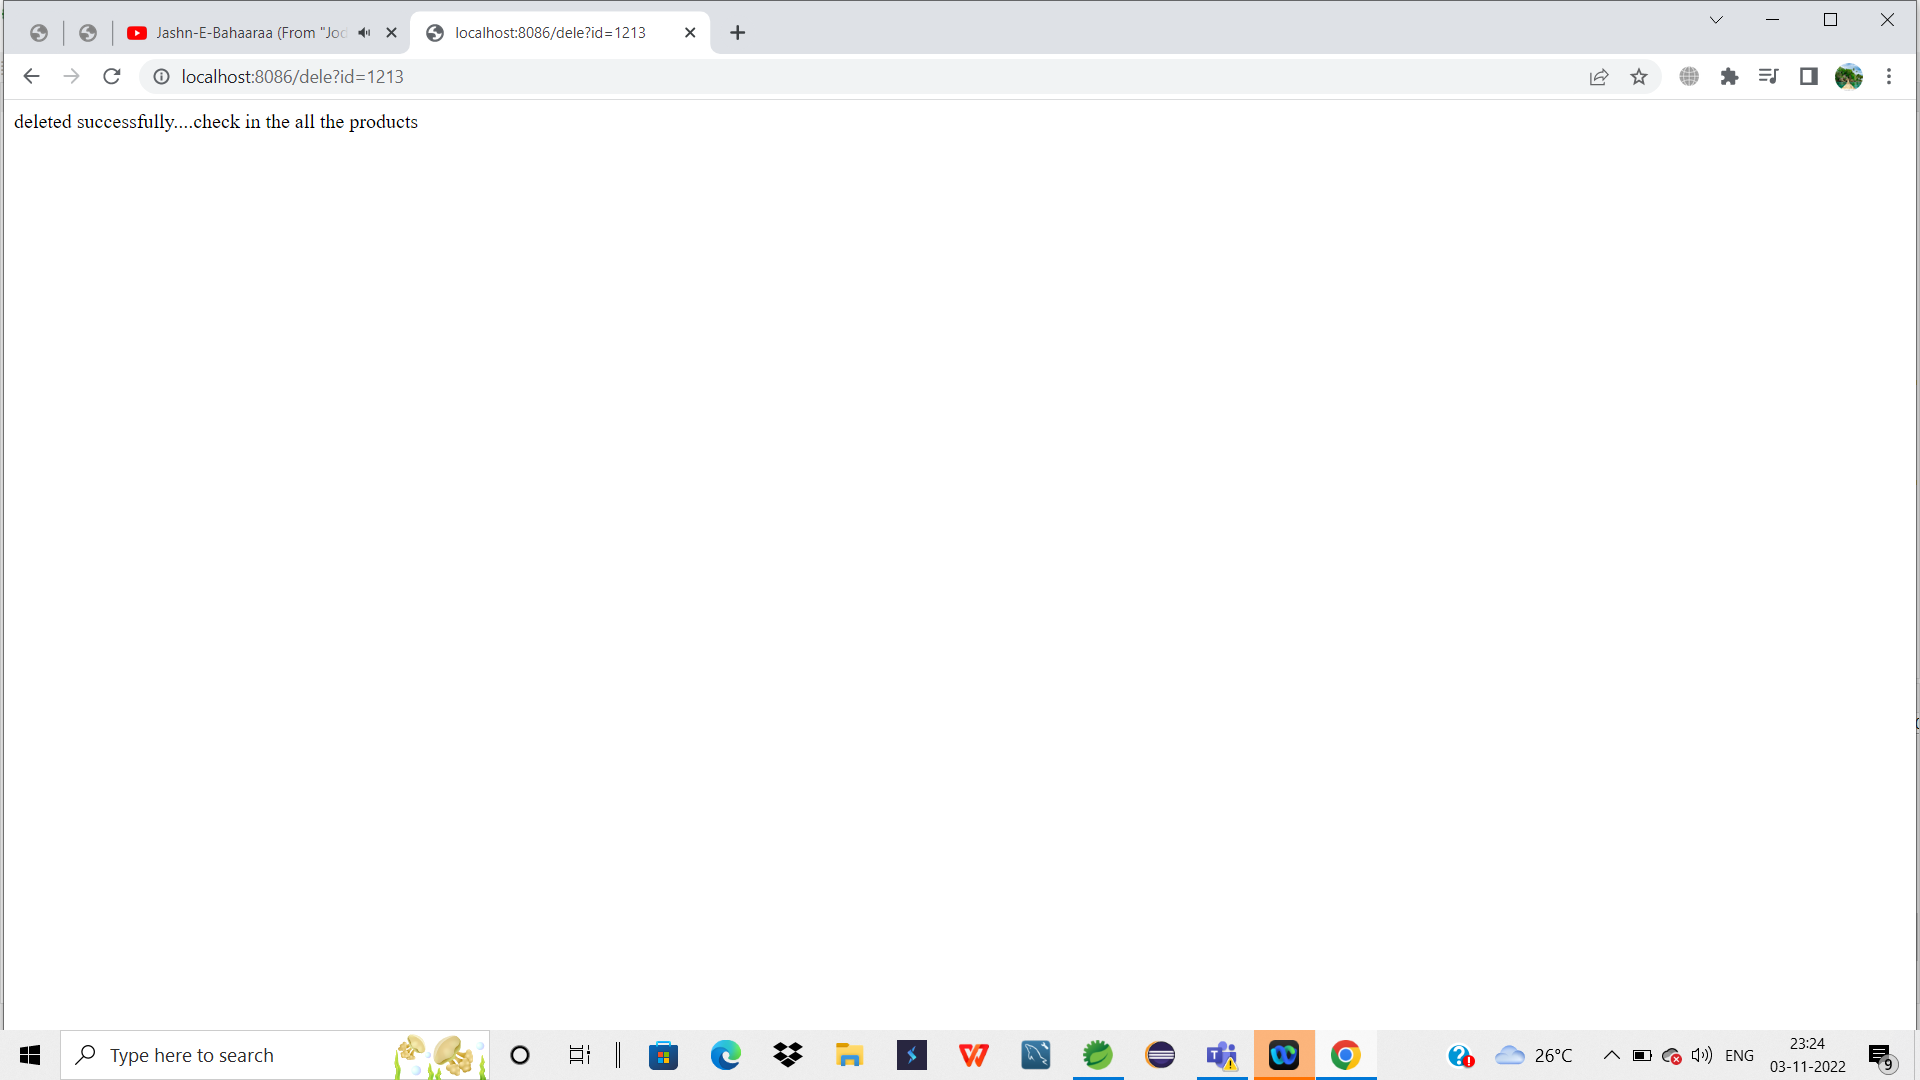 Jashn-E-Bahaaraa (From "Jod
localhost:8086/dele?id=1213
localhost:8086/dele?id=1213
deleted successfully....check in the all the products
Type here to search
26°C
ENG
23:24
03-11-2022
9